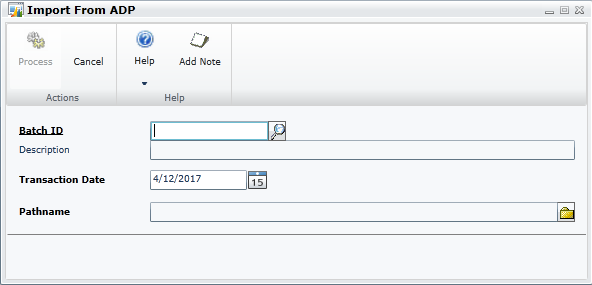 Import From ADP
Process
Cancel
Help
Add Note
Actions
Help
Batch ID
Description
Transaction Date 4/12/2017 15
Pathname